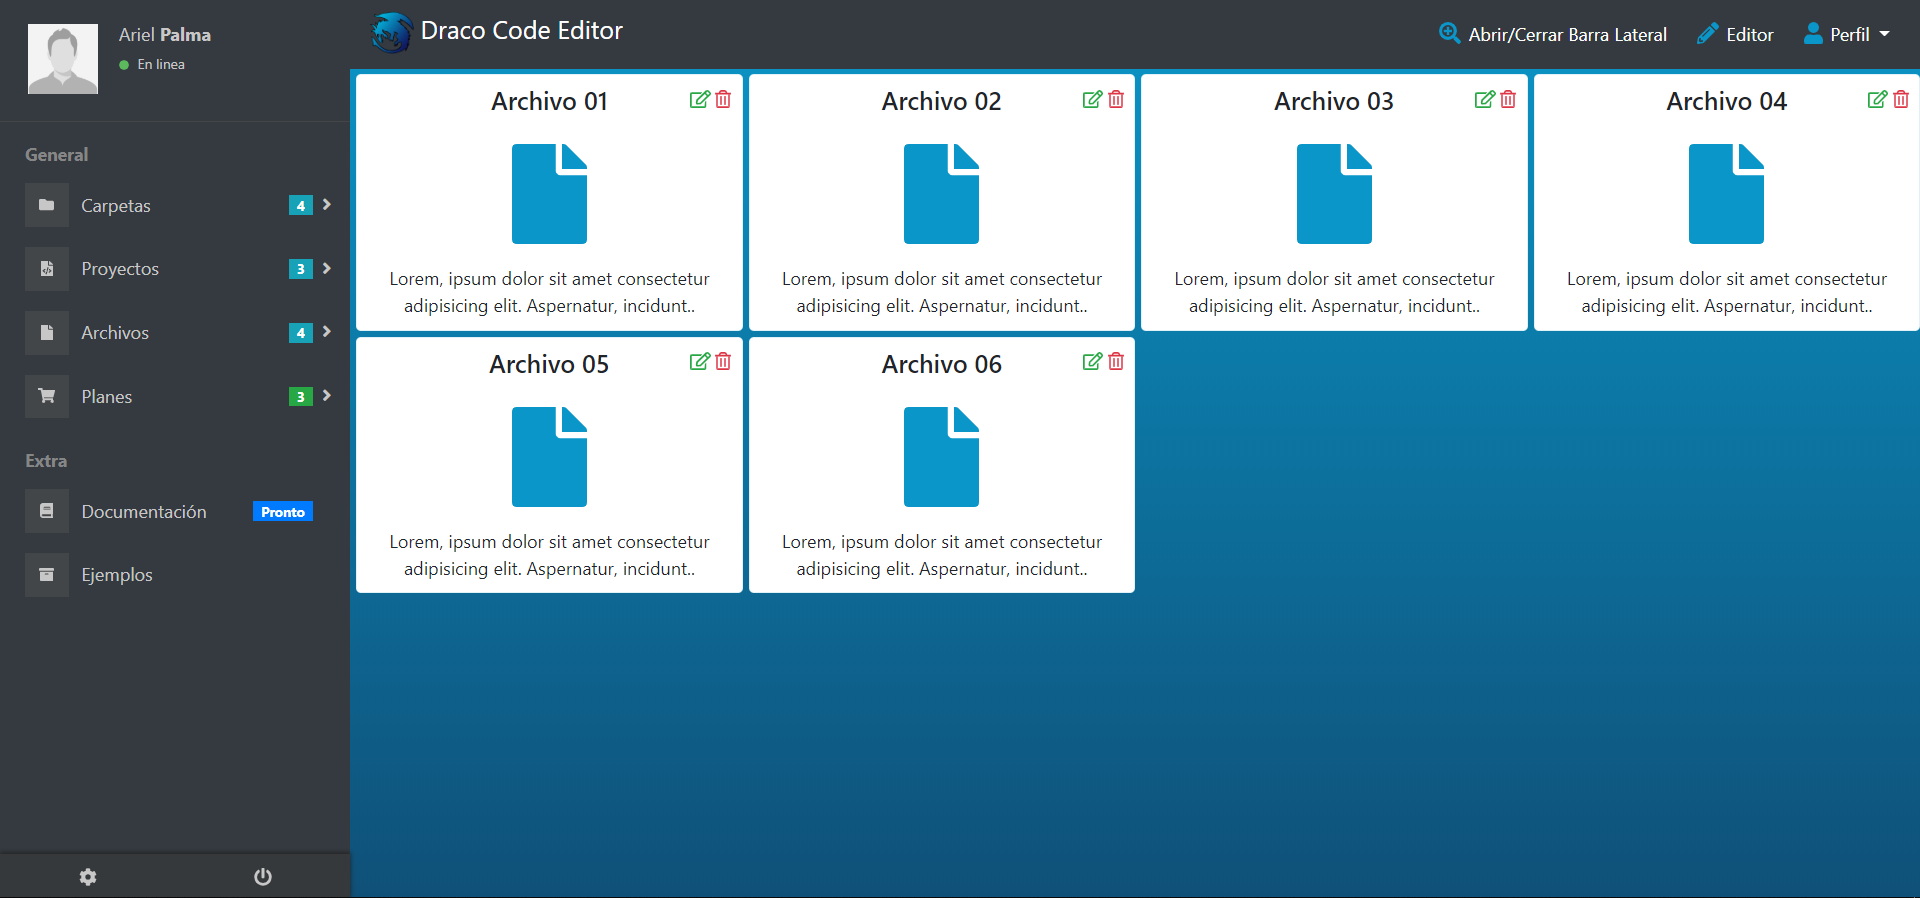 Ariel Palma
En linea
General
Carpetas 4
Proyectos 3
Archivos 4
Planes 3
Extra
Documentación Pronto
Ejemplos
Draco Code Editor
Abrir/Cerrar Barra Lateral Editor Perfil
Archivo 01
Lorem, ipsum dolor sit amet consectetur
adipisicing elit. Aspernatur, incidunt..
Archivo 02
Lorem, ipsum dolor sit amet consectetur
adipisicing elit. Aspernatur, incidunt..
Archivo 03
Lorem, ipsum dolor sit amet consectetur
adipisicing elit. Aspernatur, incidunt..
Archivo 04
Lorem, ipsum dolor sit amet consectetur
adipisicing elit. Aspernatur, incidunt..
Archivo 05
Lorem, ipsum dolor sit amet consectetur
adipisicing elit. Aspernatur, incidunt..
Archivo 06
Lorem, ipsum dolor sit amet consectetur
adipisicing elit. Aspernatur, incidunt..